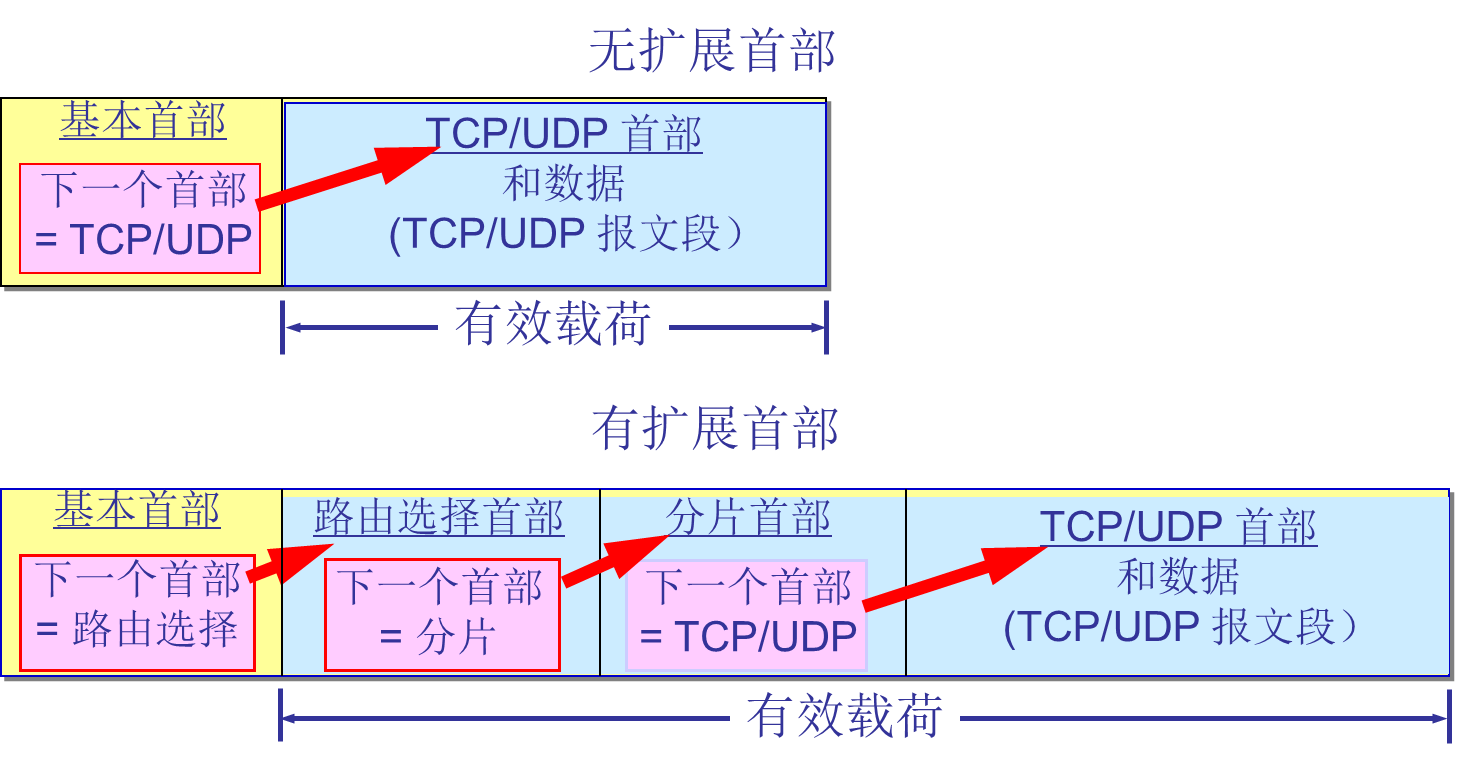 无扩展首部
基本首部
下一个首部
= TCP/UDP
TCP/UDP 首部
和数据
(TCP/UDP 报文段）
有效载荷
有扩展首部
基本首部
下一个首部
= 路由选择
路由选择首部
下一个首部
= 分片
分片首部
下一个首部
= TCP/UDP
TCP/UDP 首部
和数据
(TCP/UDP 报文段）
有效载荷